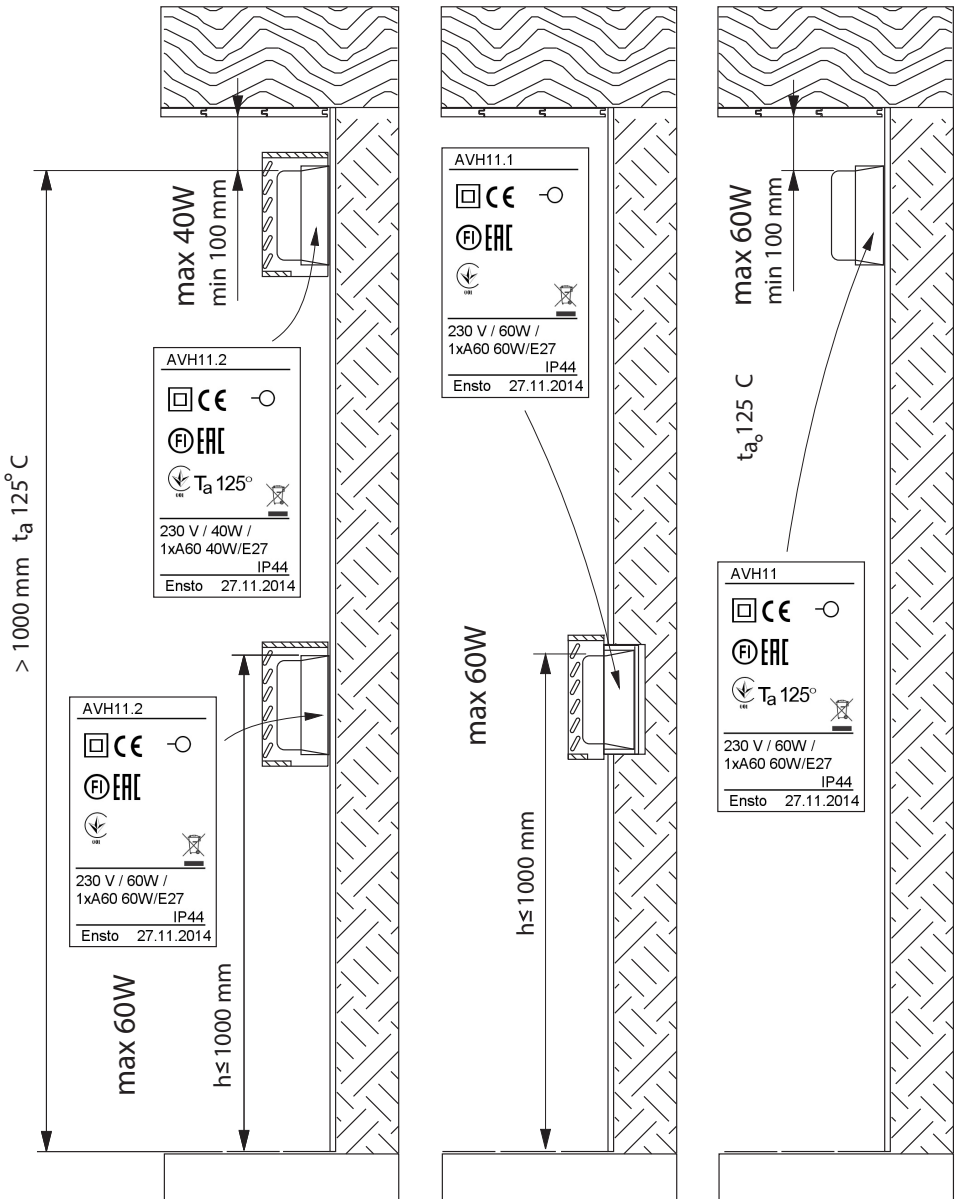 max 40W
min 100 mm
> 1000 mm ta 125° C
AVH11.2
CE
FI EAC
Ta 125°
230 V / 40W /
1xA60 40W/E27
IP44
Ensto 27.11.2014
AVH11.2
CE
FI EAC
230 V / 60W /
1xA60 60W/E27
IP44
Ensto 27.11.2014
max 60W
h≤1000 mm
AVH11.1
CE
FI EAC
230 V / 60W /
1xA60 60W/E27
IP44
Ensto 27.11.2014
max 60W
h≤1000 mm
max 60W
min 100 mm
ta° 125 C
AVH11
CE
FI EAC
Ta 125°
230 V / 60W /
1xA60 60W/E27
IP44
Ensto 27.11.2014